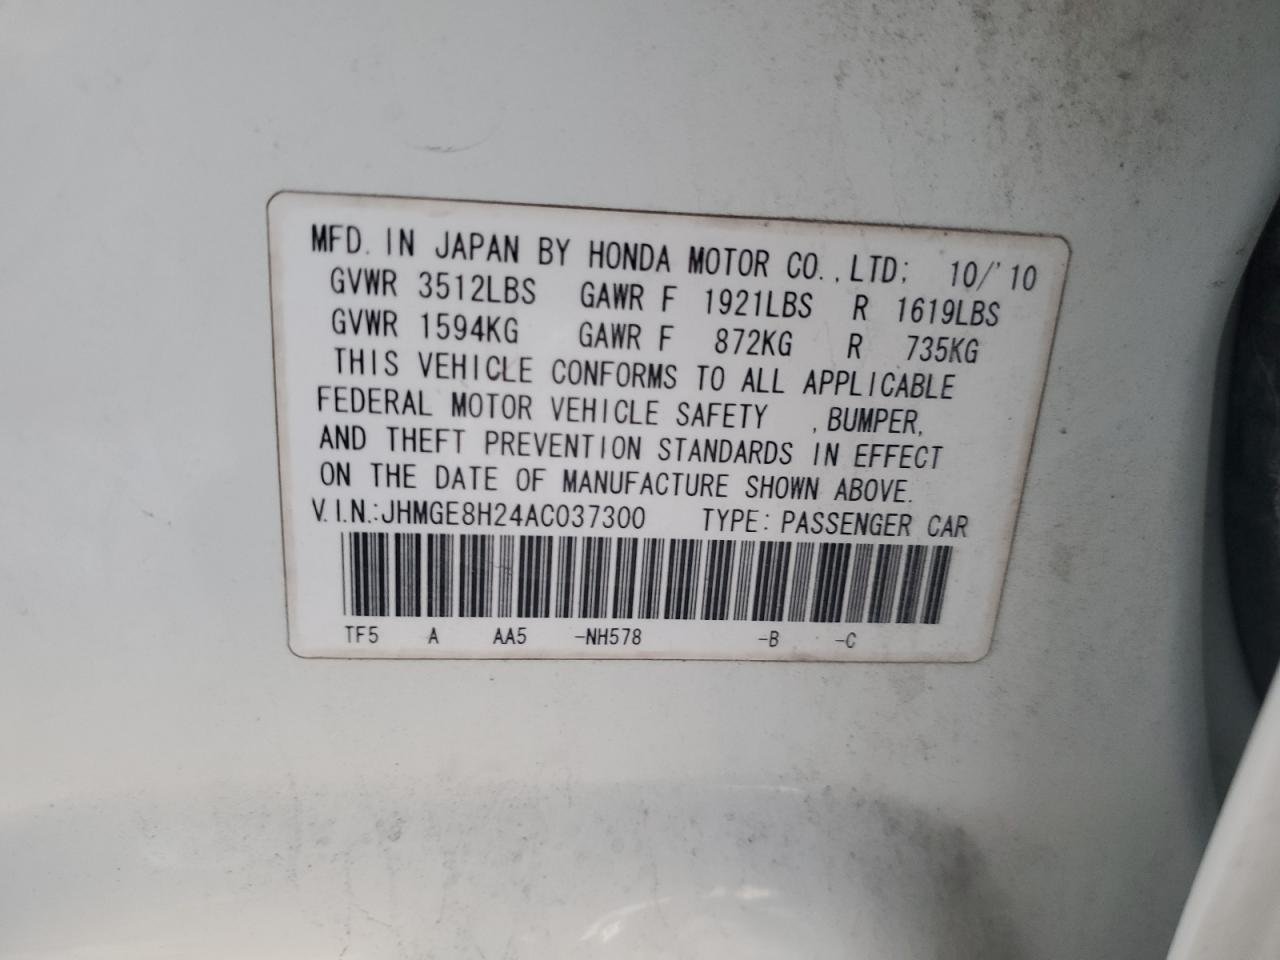 MFD. IN JAPAN BY HONDA MOTOR CO., LTD; 10/'10
GVWR 3512LBS GAWR F 1921LBS R 1619LBS
GVWR 1594KG GAWR F 872KG R 735KG
THIS VEHICLE CONFORMS TO ALL APPLICABLE
FEDERAL MOTOR VEHICLE SAFETY , BUMPER,
AND THEFT PREVENTION STANDARDS IN EFFECT
ON THE DATE OF MANUFACTURE SHOWN ABOVE.
V.I.N.:JHMGE8H24AC037300 TYPE: PASSENGER CAR
TF5 A AA5 -NH578 -B -C